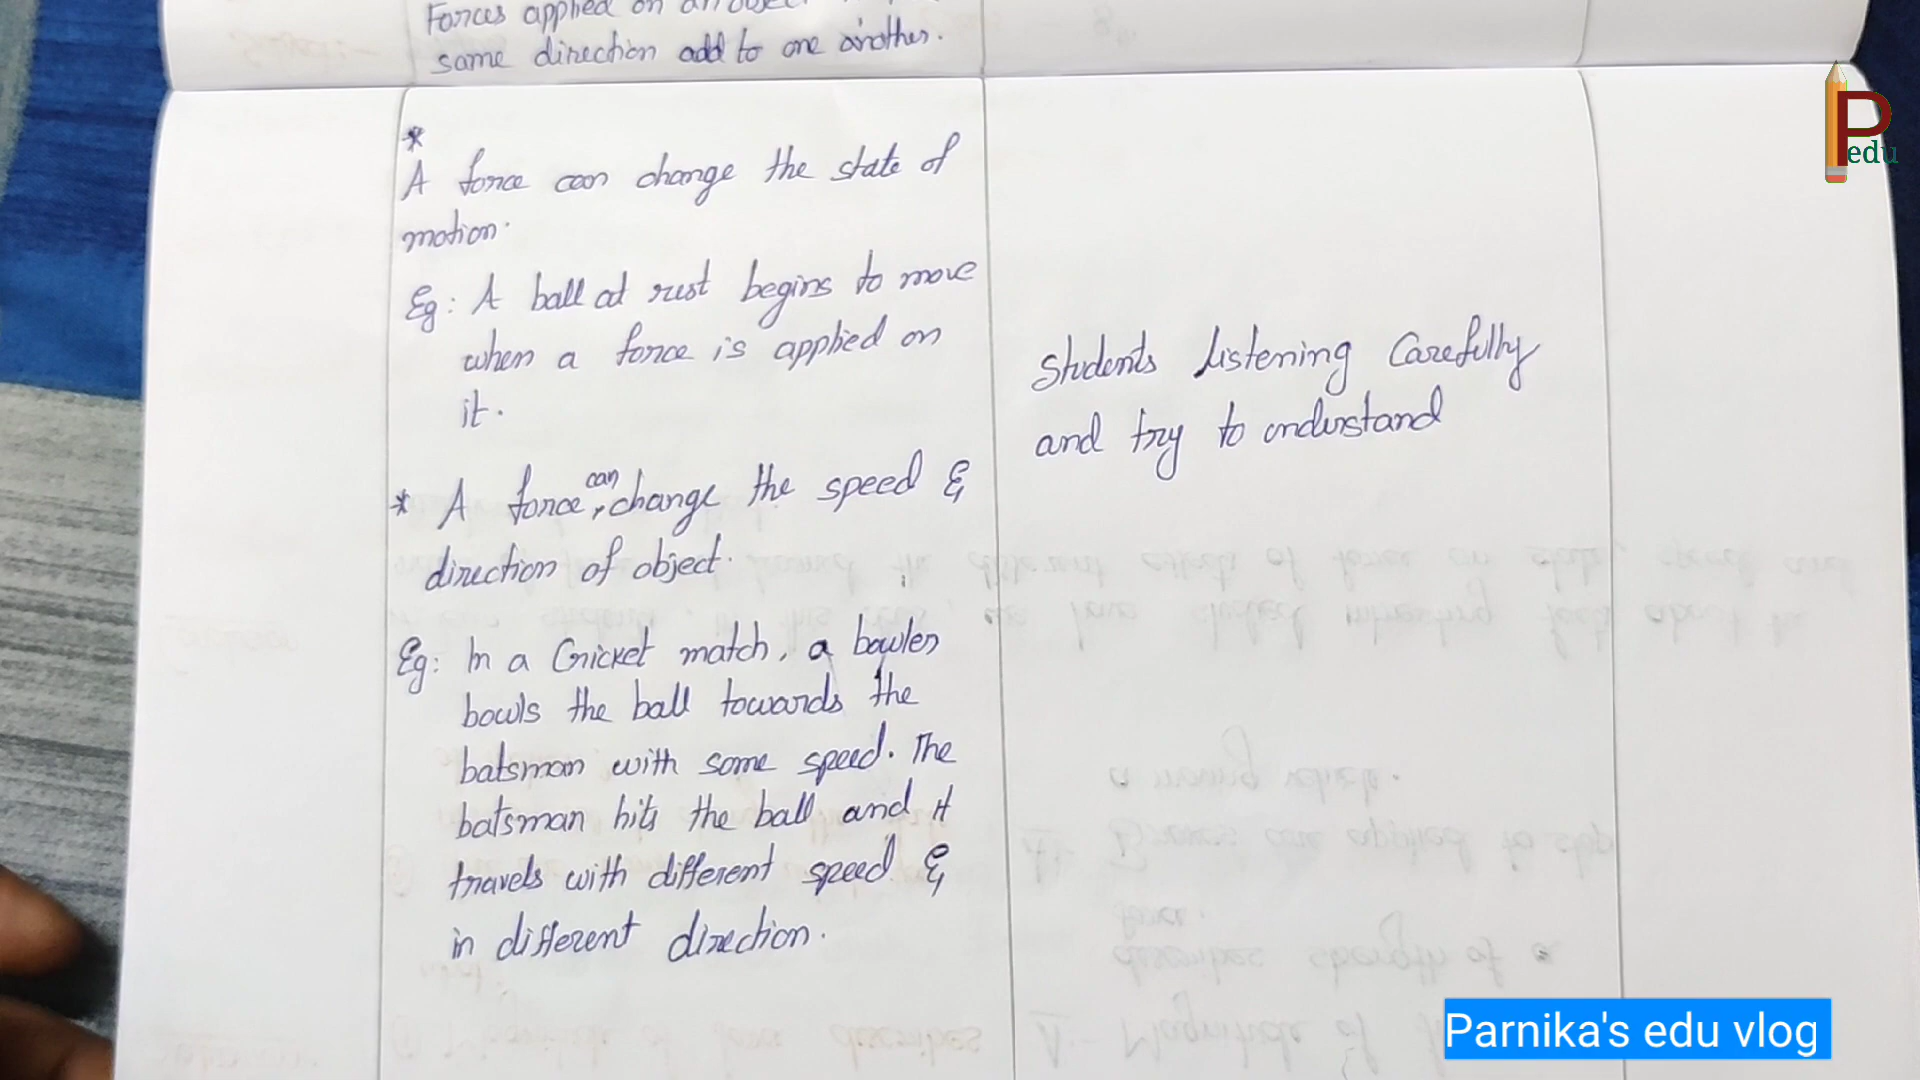 Forces applied on an object
same direction add to one another.
*
A force can change the state of
motion.
Eg: A ball at rest begins to move
when a force is applied on
it.
* A force can change the speed &
direction of object.
Eg: In a Cricket match, a bowler
bowls the ball towards the
batsman with some speed. The
batsman hits the ball and it
travels with different speed &
in different direction.
Students listening Carefully
and try to understand
P
edu
Parnika's edu vlog